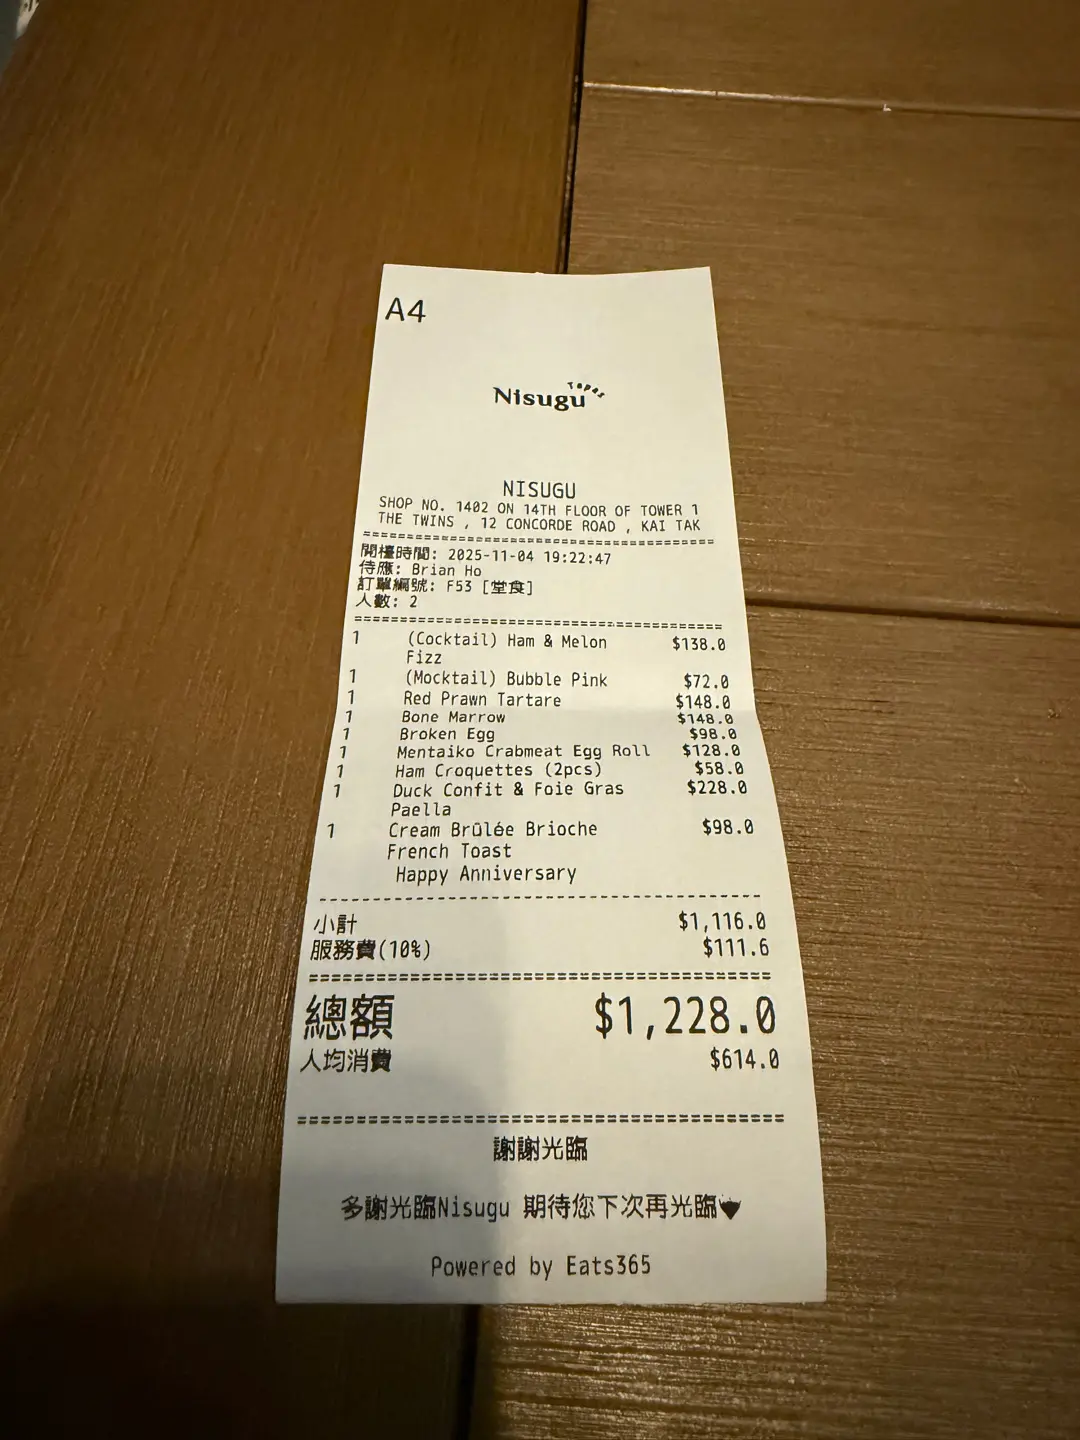 A4
Nisugu Tapas
NISUGU
SHOP NO. 1402 ON 14TH FLOOR OF TOWER 1
THE TWINS , 12 CONCORDE ROAD , KAI TAK
======================================
開檯時間: 2025-11-04 19:22:47
侍應: Brian Ho
訂單編號: F53 [堂食]
人數: 2
======================================
1 (Cocktail) Ham & Melon $138.0
Fizz
1 (Mocktail) Bubble Pink $72.0
1 Red Prawn Tartare $148.0
1 Bone Marrow $148.0
1 Broken Egg $98.0
1 Mentaiko Crabmeat Egg Roll $128.0
1 Ham Croquettes (2pcs) $58.0
1 Duck Confit & Foie Gras $228.0
Paella
1 Cream Brûlée Brioche $98.0
French Toast
Happy Anniversary
--------------------------------------
小計 $1,116.0
服務費(10%) $111.6
======================================
總額 $1,228.0
人均消費 $614.0
======================================
謝謝光臨
多謝光臨Nisugu 期待您下次再光臨♥
Powered by Eats365